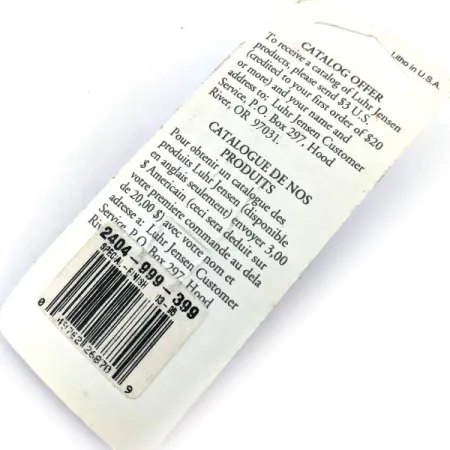 Litho in U.S.A.
CATALOG OFFER
To receive a catalog of Luhr Jensen
products, please send $3 U.S.
(credited to your first order of $20
or more) and your name and
address to: Luhr Jensen Customer
Service, P.O. Box 297, Hood
River, OR 97031.
CATALOGUE DE NOS
PRODUITS
Pour obtenir un catalogue des
produits Luhr Jensen (disponible
en anglais seulement) envoyer 3,00
$ Americain (ceci sera deduit sur
votre premiere commande au dela
de 20,00 $) avec votre nom et
adresse a: Luhr Jensen Customer
Service, P.O. Box 297, Hood
2404-999-399
0 49762 26870 9